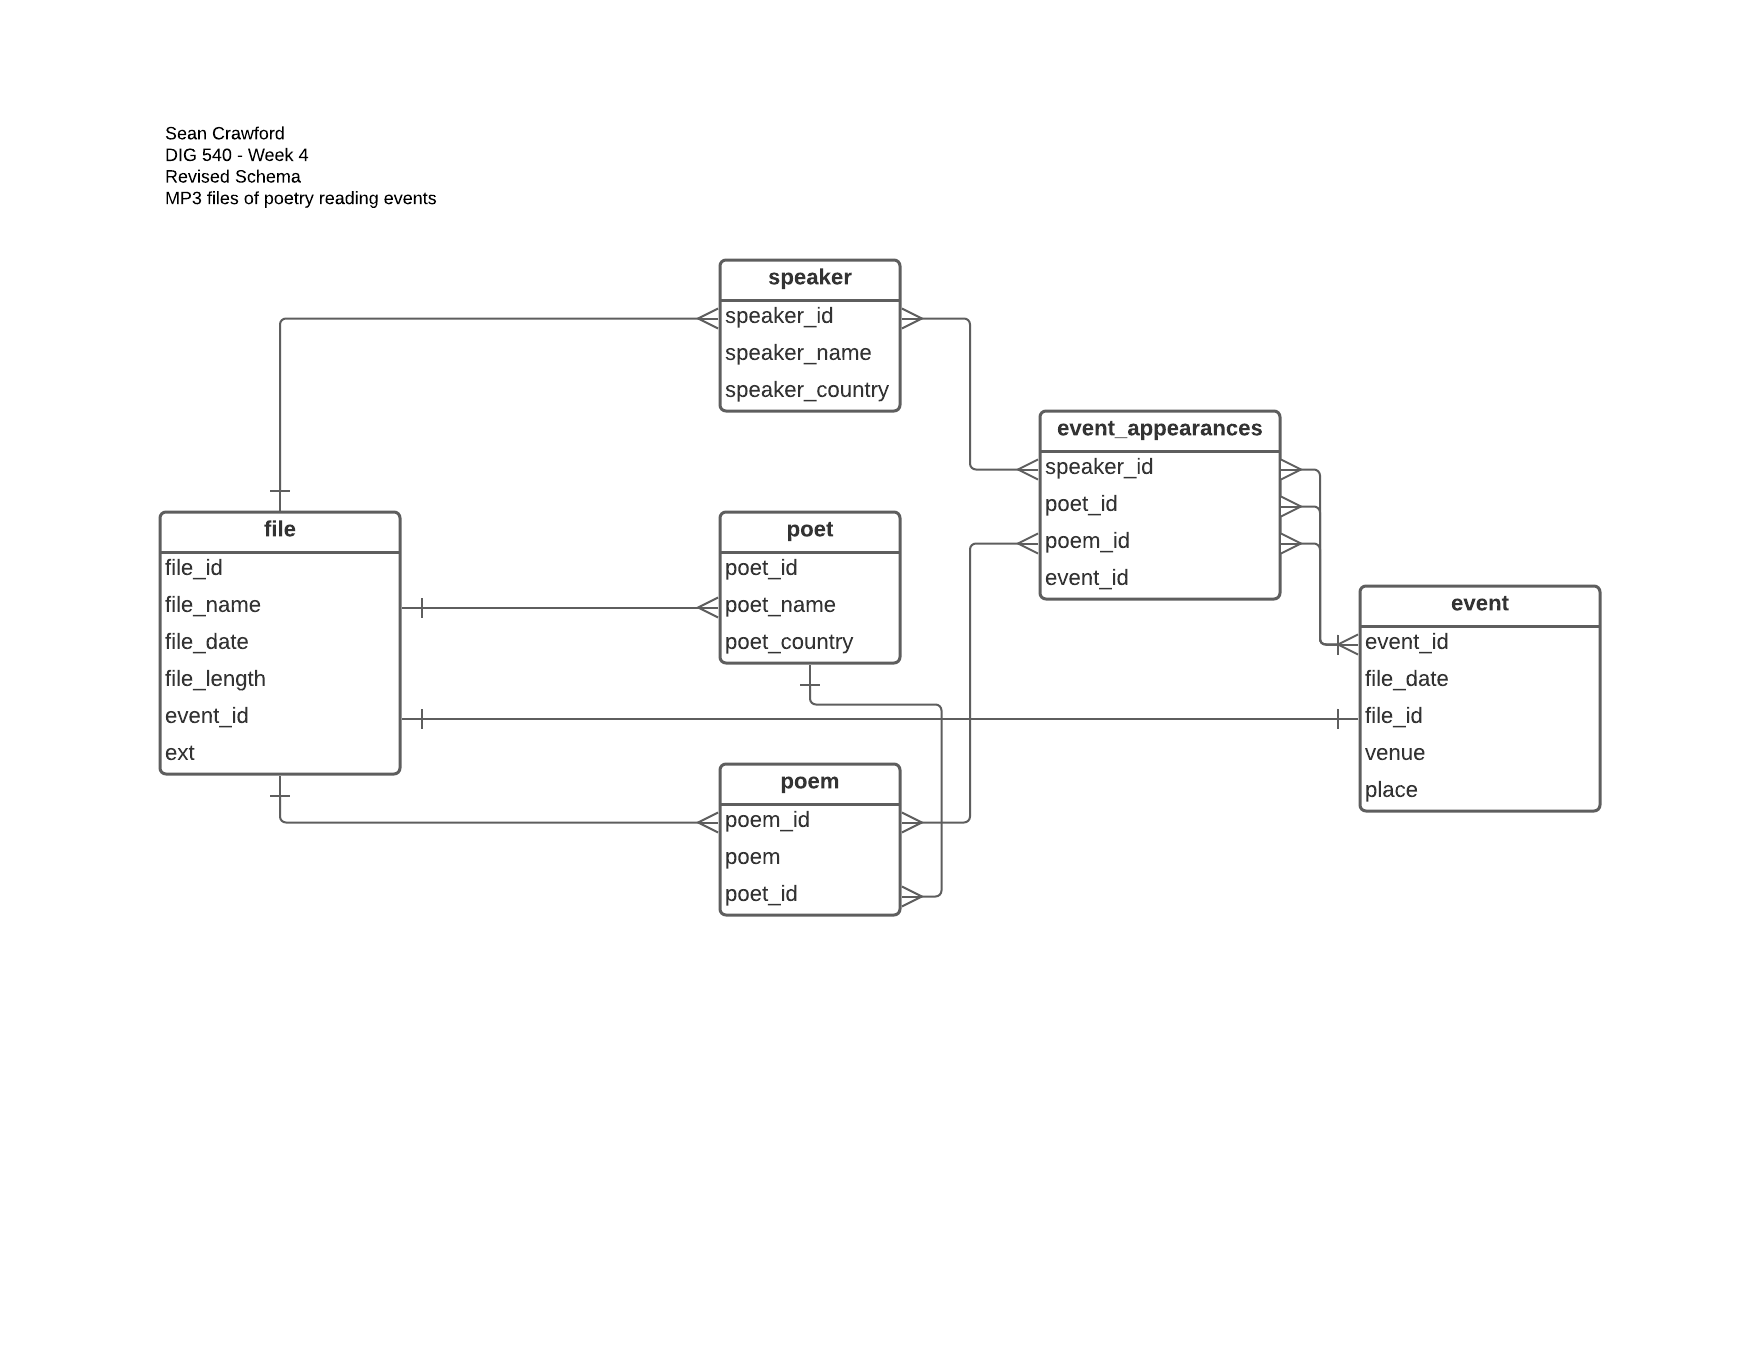 Sean Crawford
DIG 540 - Week 4
Revised Schema
MP3 files of poetry reading events
speaker
speaker_id
speaker_name
speaker_country
event_appearances
speaker_id
poet_id
poem_id
event_id
file
file_id
file_name
file_date
file_length
event_id
ext
poet
poet_id
poet_name
poet_country
event
event_id
file_date
file_id
venue
place
poem
poem_id
poem
poet_id